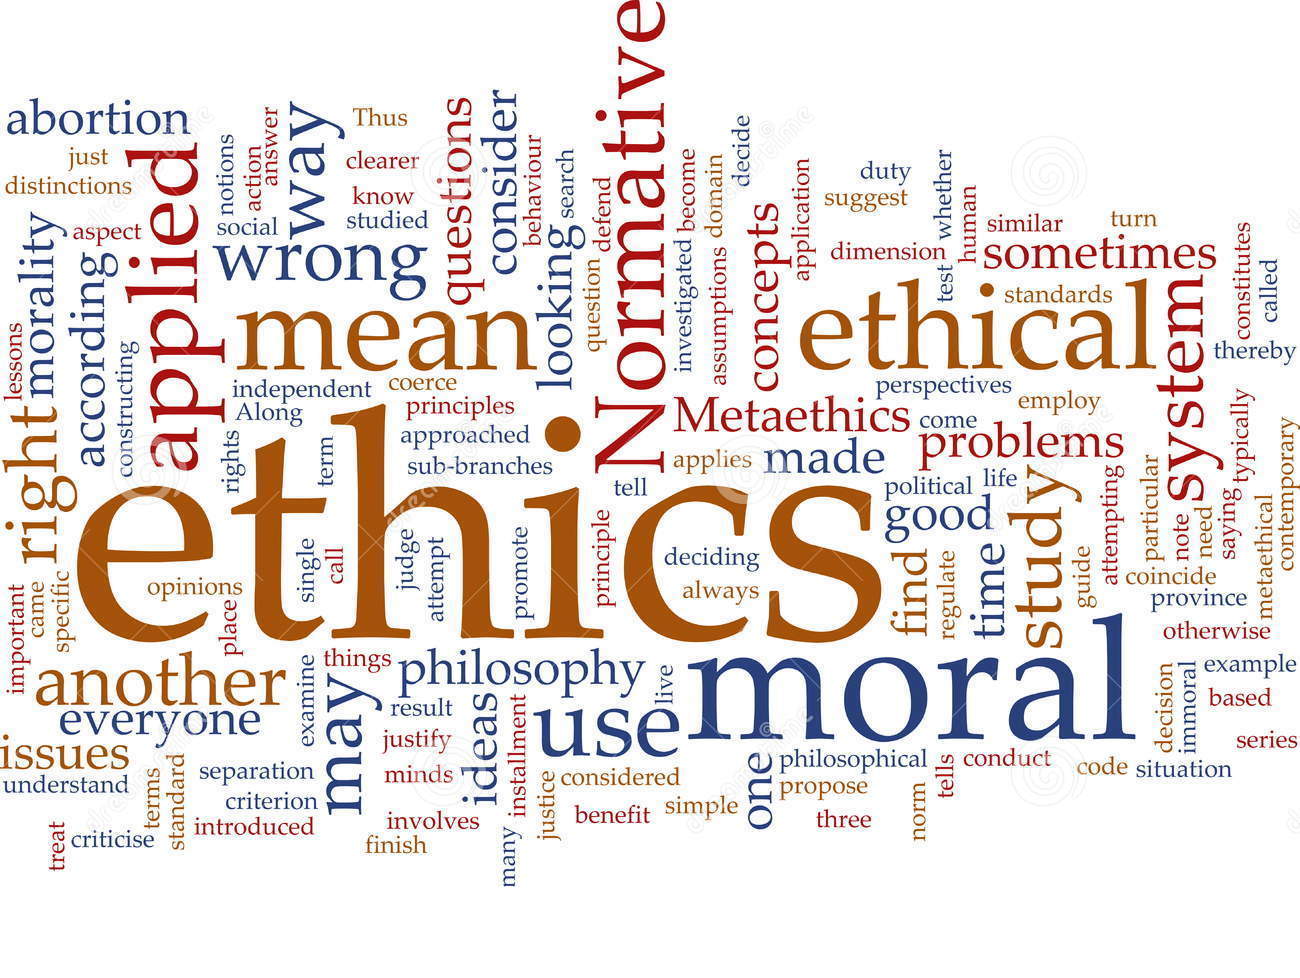 Normative
abortion
applied
just
distinctions
notions
action
answer
way
Thus
clearer
know
studied
questions
consider
behaviour
search
defend
become
domain
decide
duty
suggest
whether
human
similar
turn
aspect
social
morality
according
wrong
looking
question
investigated
assumptions
concepts
application
dimension
test
sometimes
standards
constitutes
called
thereby
lessons
constructing
mean
ethical
system
independent
coerce
Along
principles
approached
sub-branches
rights
term
perspectives
employ
Metaethics
come
problems
applies
made
typically
contemporary
right
ethics
tell
political
life
good
study
attempting
particular
note
need
saying
metaethical
opinions
single
call
judge
attempt
promote
principle
deciding
always
find
regulate
time
guide
coincide
province
otherwise
important
came
specific
place
another
everyone
examine
things
may
philosophy
result
justify
minds
ideas
installment
use
live
moral
decision
immoral
example
based
series
issues
understand
terms
standard
separation
criterion
introduced
treat
criticise
involves
finish
many
justice
considered
benefit
simple
one
philosophical
propose
three
norm
tells
conduct
code
situation